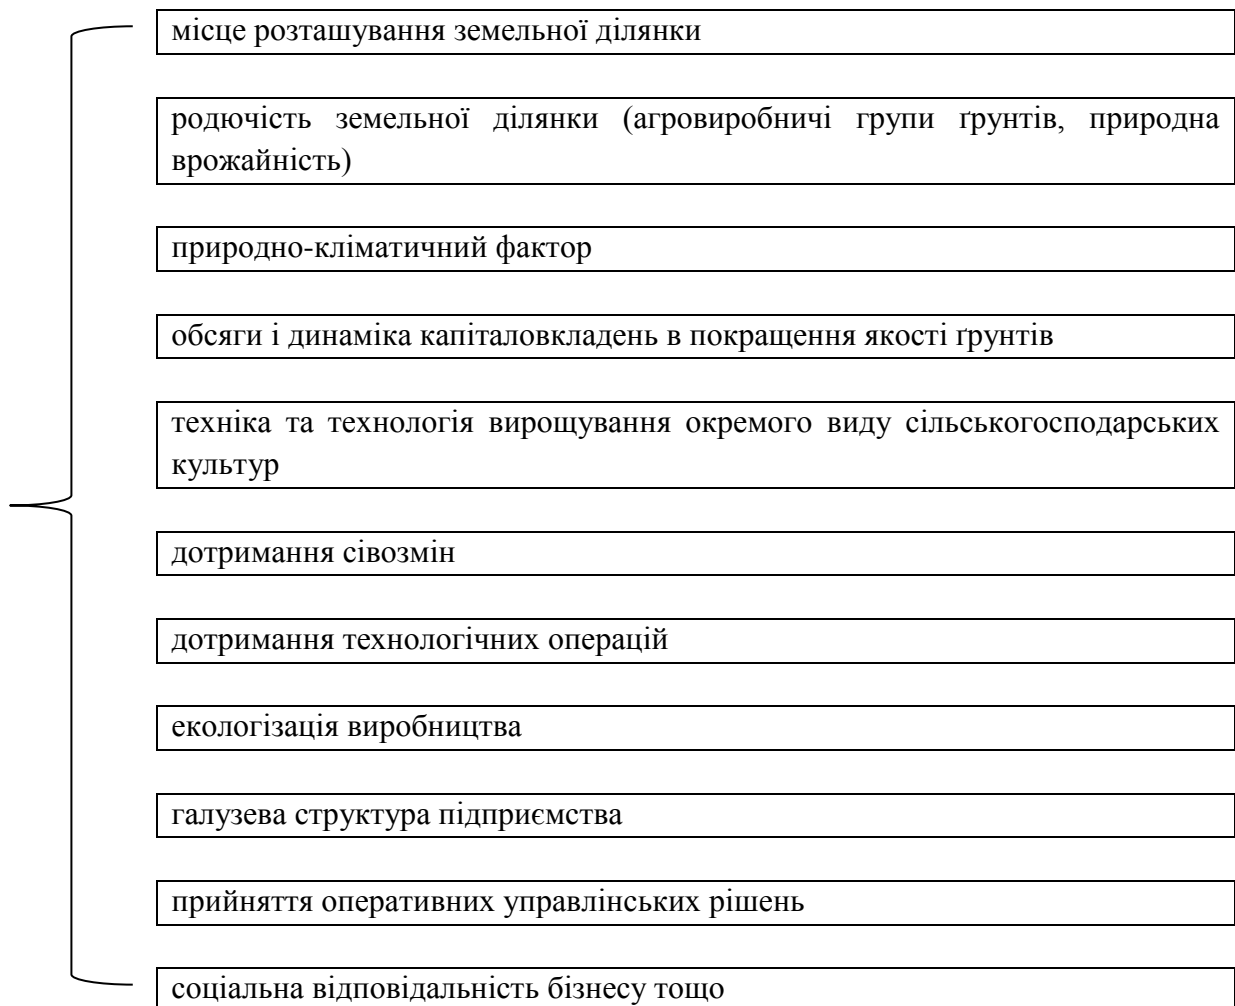 місце розташування земельної ділянки
родючість земельної ділянки (агровиробничі групи ґрунтів, природна
врожайність)
природно-кліматичний фактор
обсяги і динаміка капіталовкладень в покращення якості ґрунтів
техніка та технологія вирощування окремого виду сільськогосподарських
культур
дотримання сівозмін
дотримання технологічних операцій
екологізація виробництва
галузева структура підприємства
прийняття оперативних управлінських рішень
соціальна відповідальність бізнесу тощо